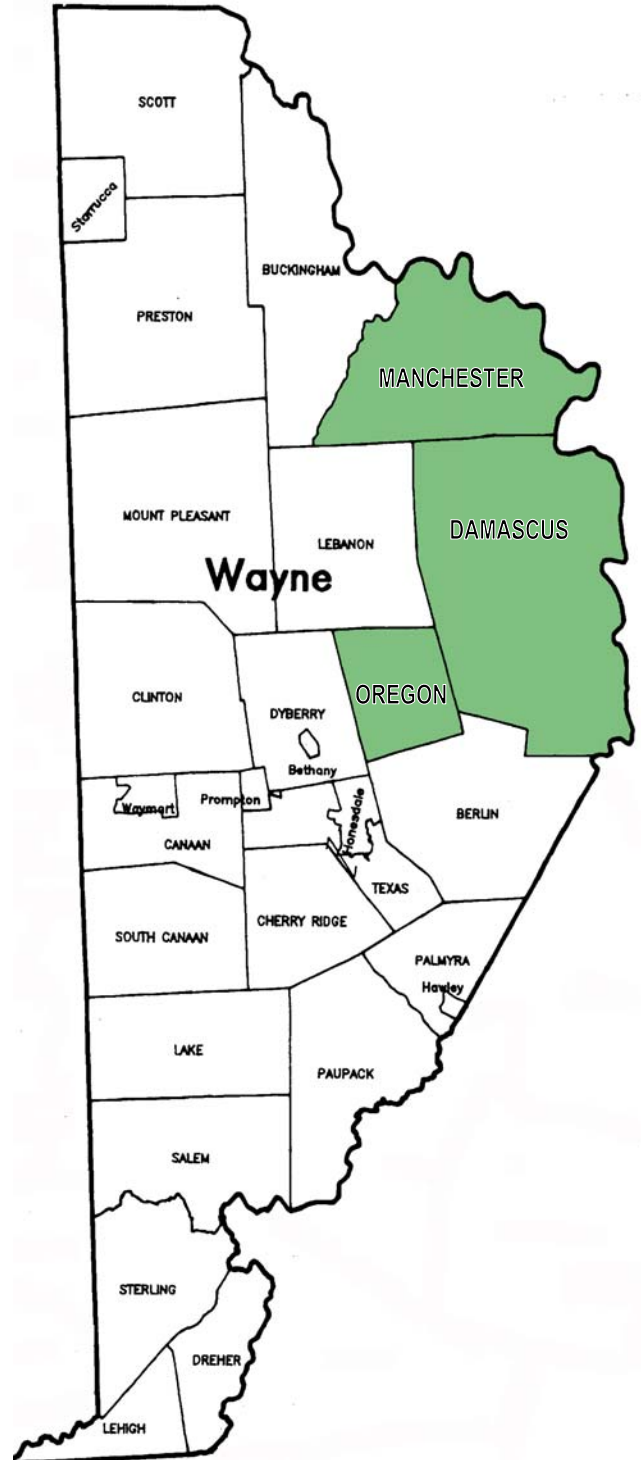 SCOTT
Starrucca
BUCKINGHAM
PRESTON
MANCHESTER
MOUNT PLEASANT
LEBANON
DAMASCUS
Wayne
CLINTON
OREGON
DYBERRY
Bethany
Waymart
Prompton
Honesdale
BERLIN
CANAAN
TEXAS
CHERRY RIDGE
SOUTH CANAAN
PALMYRA
Hawley
LAKE
PAUPACK
SALEM
STERLING
DREHER
LEHIGH